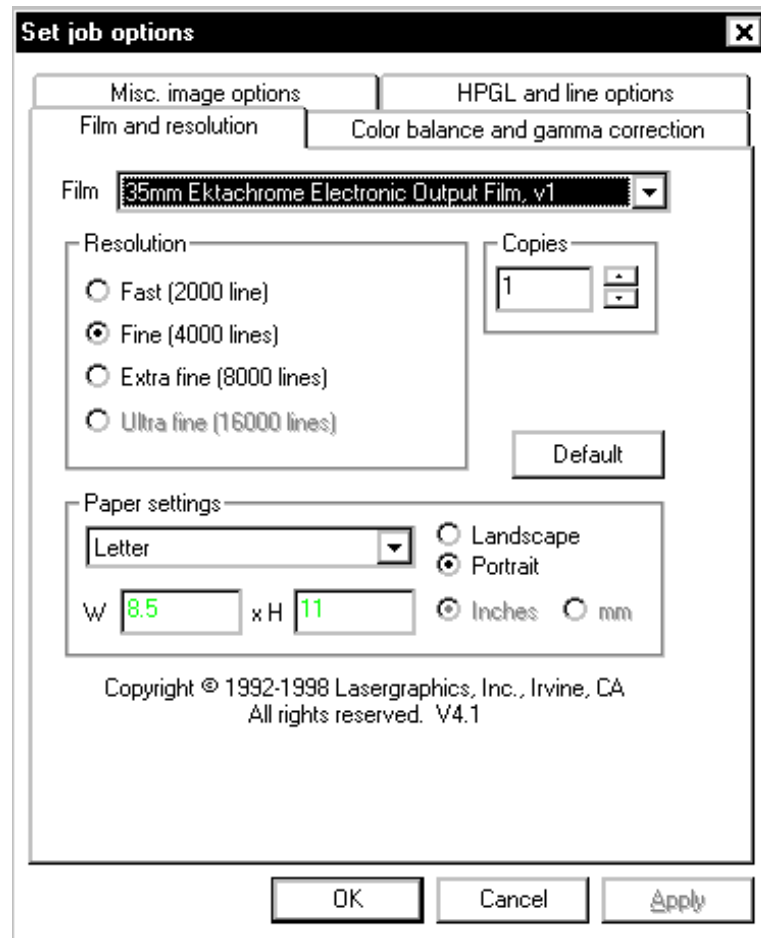 Set job options
Misc. image options
HPGL and line options
Film and resolution
Color balance and gamma correction
Film 35mm Ektachrome Electronic Output Film, v1
Resolution
Fast (2000 line)
Fine (4000 lines)
Extra fine (8000 lines)
Ultra fine (16000 lines)
Copies
1
Default
Paper settings
Letter
Landscape
Portrait
W 8.5 x H 11
Inches mm
Copyright © 1992-1998 Lasergraphics, Inc., Irvine, CA
All rights reserved. V4.1
OK Cancel Apply